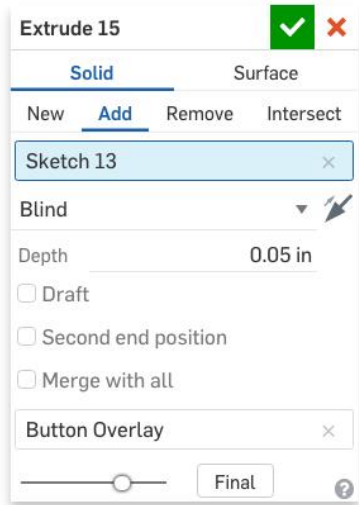 Extrude 15
Solid Surface
New Add Remove Intersect
Sketch 13
Blind
Depth 0.05 in
Draft
Second end position
Merge with all
Button Overlay
Final